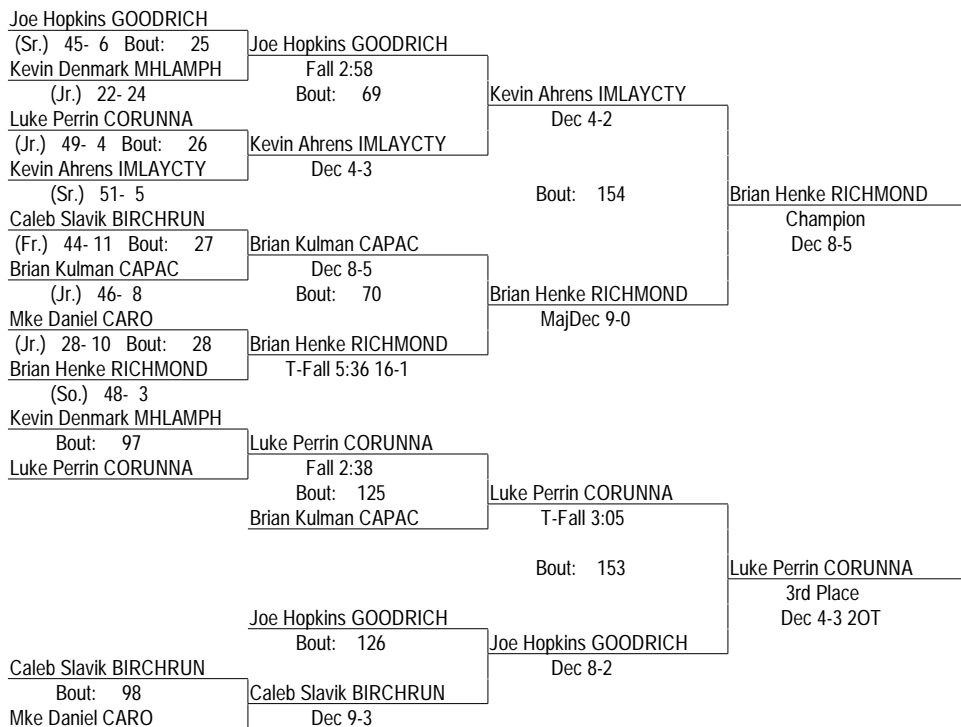 Joe Hopkins GOODRICH
(Sr.) 45- 6 Bout: 25 Joe Hopkins GOODRICH
Kevin Denmark MHLAMPH Fall 2:58
(Jr.) 22- 24 Bout: 69 Kevin Ahrens IMLAYCTY
Luke Perrin CORUNNA Dec 4-2
(Jr.) 49- 4 Bout: 26 Kevin Ahrens IMLAYCTY
Kevin Ahrens IMLAYCTY Dec 4-3
(Sr.) 51- 5 Bout: 154 Brian Henke RICHMOND
Caleb Slavik BIRCHRUN Champion
(Fr.) 44- 11 Bout: 27 Brian Kulman CAPAC Dec 8-5
Brian Kulman CAPAC Dec 8-5
(Jr.) 46- 8 Bout: 70 Brian Henke RICHMOND
Mke Daniel CARO MajDec 9-0
(Jr.) 28- 10 Bout: 28 Brian Henke RICHMOND
Brian Henke RICHMOND T-Fall 5:36 16-1
(So.) 48- 3
Kevin Denmark MHLAMPH
Bout: 97 Luke Perrin CORUNNA
Luke Perrin CORUNNA Fall 2:38
Bout: 125 Luke Perrin CORUNNA
Brian Kulman CAPAC T-Fall 3:05
Bout: 153 Luke Perrin CORUNNA
3rd Place
Joe Hopkins GOODRICH Dec 4-3 2OT
Bout: 126 Joe Hopkins GOODRICH
Caleb Slavik BIRCHRUN Dec 8-2
Bout: 98 Caleb Slavik BIRCHRUN
Mke Daniel CARO Dec 9-3